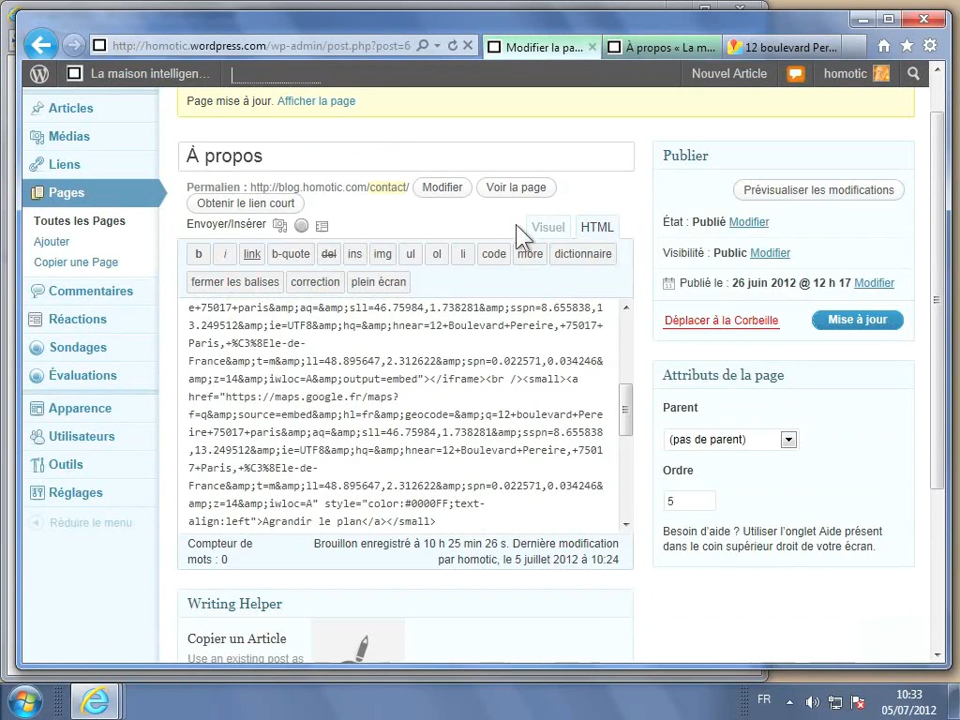 http://homotic.wordpress.com/wp-admin/post.php?post=6
Modifier la pa...
À propos « La m...
12 boulevard Per...
La maison intelligen...
Nouvel Article
homotic
Articles
Médias
Liens
Pages
Toutes les Pages
Ajouter
Copier une Page
Commentaires
Réactions
Sondages
Évaluations
Apparence
Utilisateurs
Outils
Réglages
Réduire le menu
Page mise à jour. Afficher la page
À propos
Permalien : http://blog.homotic.com/contact/ Modifier Voir la page
Obtenir le lien court
Envoyer/Insérer
Visuel HTML
b i link b-quote del ins img ul ol li code more dictionnaire
fermer les balises correction plein écran
e+75017+paris&amp;aq=&amp;sll=46.75984,1.738281&amp;sspn=8.655838,1
3.249512&amp;ie=UTF8&amp;hq=&amp;hnear=12+Boulevard+Pereire,+75017+
Paris,+%C3%8Ele-de-
France&amp;t=m&amp;ll=48.895647,2.312622&amp;spn=0.022571,0.034246&
amp;z=14&amp;iwloc=A&amp;output=embed"></iframe><br /><small><a
href="https://maps.google.fr/maps?
f=q&amp;source=embed&amp;hl=fr&amp;geocode=&amp;q=12+boulevard+Pere
ire+75017+paris&amp;aq=&amp;sll=46.75984,1.738281&amp;sspn=8.655838
,13.249512&amp;ie=UTF8&amp;hq=&amp;hnear=12+Boulevard+Pereire,+7501
7+Paris,+%C3%8Ele-de-
France&amp;t=m&amp;ll=48.895647,2.312622&amp;spn=0.022571,0.034246&
amp;z=14&amp;iwloc=A" style="color:#0000FF;text-
align:left">Agrandir le plan</a></small>
Compteur de
mots : 0
Brouillon enregistré à 10 h 25 min 26 s. Dernière modification
par homotic, le 5 juillet 2012 à 10:24
Writing Helper
Copier un Article
Use an existing post as
Publier
Prévisualiser les modifications
État : Publié Modifier
Visibilité : Public Modifier
Publié le : 26 juin 2012 @ 12 h 17 Modifier
Déplacer à la Corbeille
Mise à jour
Attributs de la page
Parent
(pas de parent)
Ordre
5
Besoin d'aide ? Utiliser l'onglet Aide présent
dans le coin supérieur droit de votre écran.
FR
10:33
05/07/2012